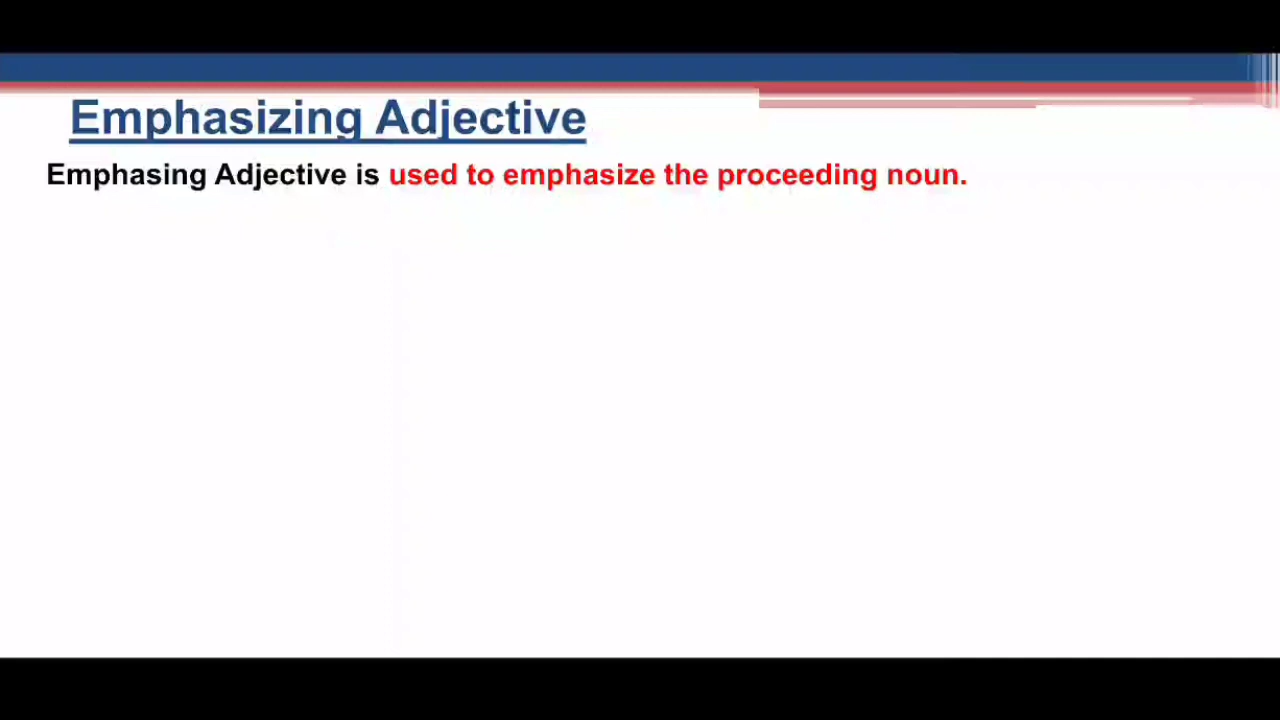 Emphasizing Adjective
Emphasing Adjective is used to emphasize the proceeding noun.